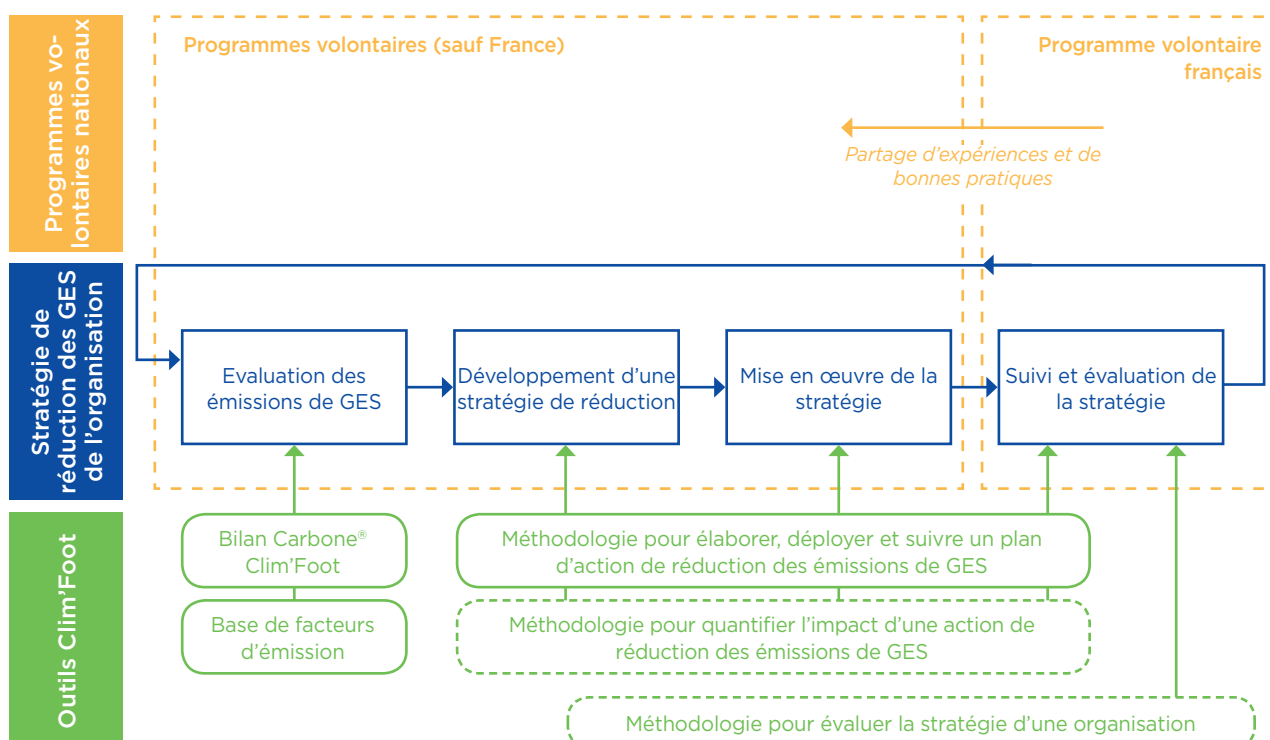 Programmes vo-
lontaires nationaux
Programmes volontaires (sauf France)
Programme volontaire
français
Partage d'expériences et de
bonnes pratiques
Stratégie de
réduction des GES
de l'organisation
Evaluation des
émissions de GES
Développement d'une
stratégie de réduction
Mise en œuvre de la
stratégie
Suivi et évaluation de
la stratégie
Outils Clim'Foot
Bilan Carbone®
Clim'Foot
Méthodologie pour élaborer, déployer et suivre un plan
d'action de réduction des émissions de GES
Base de facteurs
d'émission
Méthodologie pour quantifier l'impact d'une action de
réduction des émissions de GES
Méthodologie pour évaluer la stratégie d'une organisation